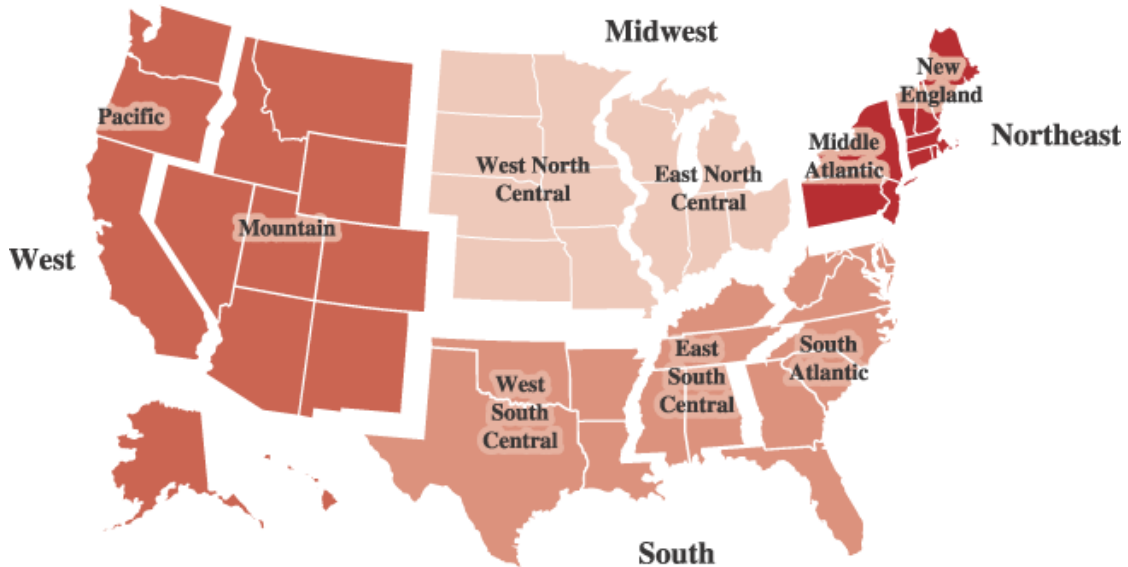 Midwest
New
England
Pacific
Northeast
Middle
Atlantic
West North
Central
East North
Central
Mountain
West
East
South
Central
South
Atlantic
West
South
Central
South